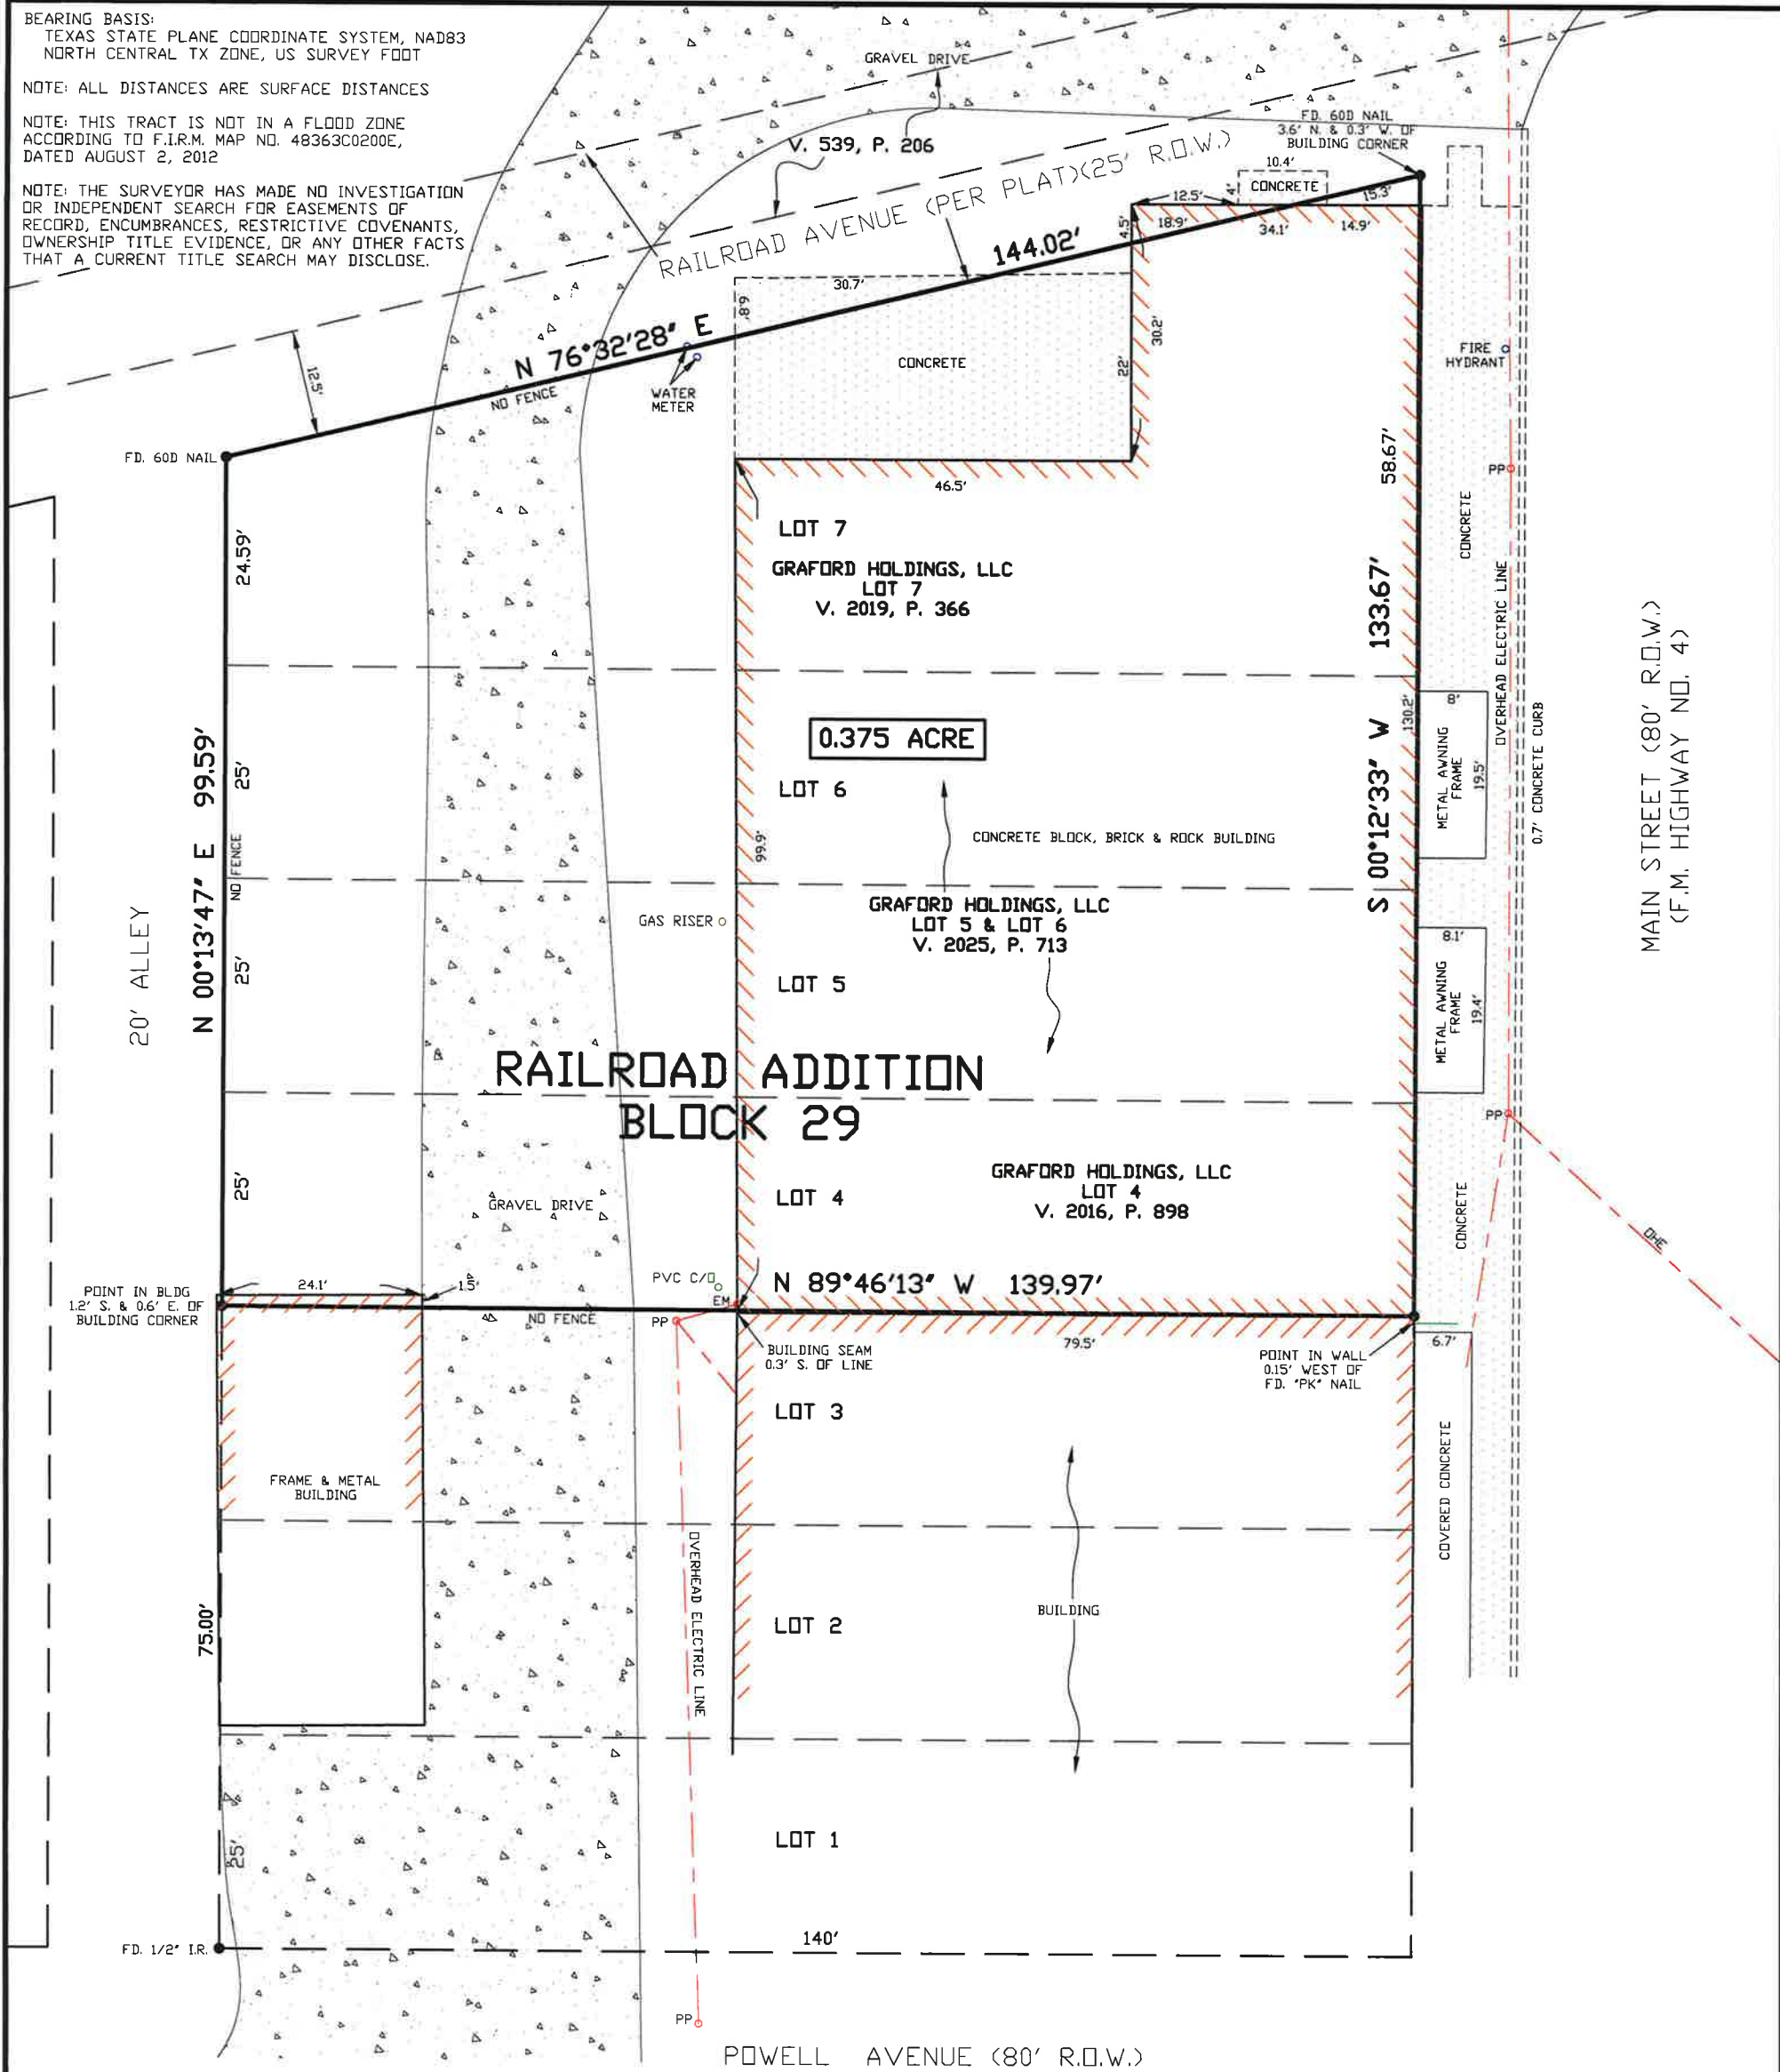 BEARING BASIS:
TEXAS STATE PLANE COORDINATE SYSTEM, NAD83
NORTH CENTRAL TX ZONE, US SURVEY FOOT
NOTE: ALL DISTANCES ARE SURFACE DISTANCES
NOTE: THIS TRACT IS NOT IN A FLOOD ZONE
ACCORDING TO F.I.R.M. MAP NO. 48363C0200E,
DATED AUGUST 2, 2012
NOTE: THE SURVEYOR HAS MADE NO INVESTIGATION
OR INDEPENDENT SEARCH FOR EASEMENTS OF
RECORD, ENCUMBRANCES, RESTRICTIVE COVENANTS,
OWNERSHIP TITLE EVIDENCE, OR ANY OTHER FACTS
THAT A CURRENT TITLE SEARCH MAY DISCLOSE.
GRAVEL DRIVE
V. 539, P. 206
RAILROAD AVENUE (PER PLAT)(25' R.O.W.)
FD. 60D NAIL
3.6' N. & 0.3' W. OF
BUILDING CORNER
10.4'
CONCRETE
4'
12.5'
15.3'
18.9'
34.1'
14.9'
4.5'
144.02'
30.7'
8.9'
N 76°32'28" E
NO FENCE
12.5'
WATER
METER
CONCRETE
30.2'
22'
FIRE
HYDRANT
FD. 60D NAIL
46.5'
58.67'
PP
CONCRETE
24.59'
LOT 7
GRAFORD HOLDINGS, LLC
LOT 7
V. 2019, P. 366
133.67'
OVERHEAD ELECTRIC LINE
MAIN STREET (80' R.O.W.)
(F.M. HIGHWAY NO. 4)
0.375 ACRE
130.2'
8'
METAL AWNING
FRAME
19.5'
0.7' CONCRETE CURB
25'
LOT 6
N 00°13'47" E 99.59'
NO FENCE
99.9'
CONCRETE BLOCK, BRICK & ROCK BUILDING
S 00°12'33" W
20' ALLEY
GAS RISER
GRAFORD HOLDINGS, LLC
LOT 5 & LOT 6
V. 2025, P. 713
8.1'
METAL AWNING
FRAME
19.4'
25'
LOT 5
RAILROAD ADDITION
BLOCK 29
PP
25'
LOT 4
GRAFORD HOLDINGS, LLC
LOT 4
V. 2016, P. 898
GRAVEL DRIVE
CONCRETE
OHE
POINT IN BLDG
1.2' S. & 0.6' E. OF
BUILDING CORNER
24.1'
1.5'
PVC C/O
EM
N 89°46'13" W 139.97'
NO FENCE
PP
BUILDING SEAM
0.3' S. OF LINE
79.5'
POINT IN WALL
0.15' WEST OF
FD. "PK" NAIL
6.7'
LOT 3
FRAME & METAL
BUILDING
COVERED CONCRETE
OVERHEAD ELECTRIC LINE
75.00'
LOT 2
BUILDING
25'
LOT 1
FD. 1/2" I.R.
140'
PP
POWELL AVENUE (80' R.O.W.)